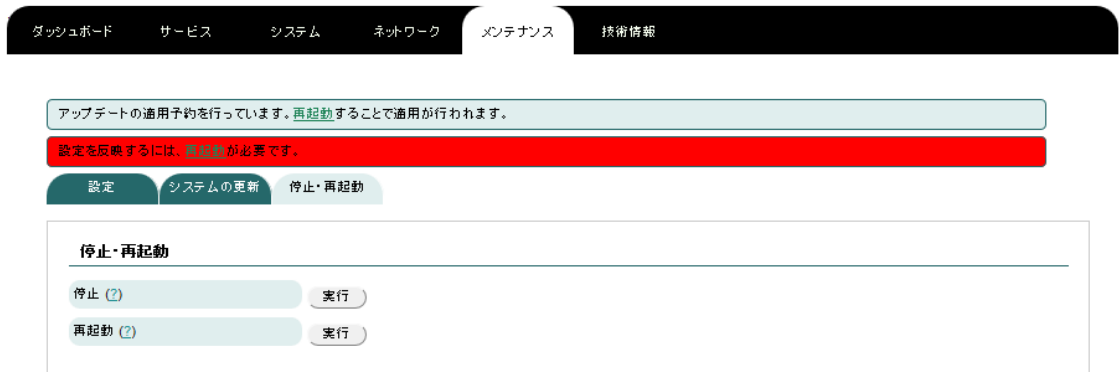 ダッシュボード サービス システム ネットワーク メンテナンス 技術情報
アップデートの適用予約を行っています。再起動することで適用が行われます。
設定を反映するには、再起動が必要です。
設定 システムの更新 停止・再起動
停止・再起動
停止 (?) 実行
再起動 (?) 実行